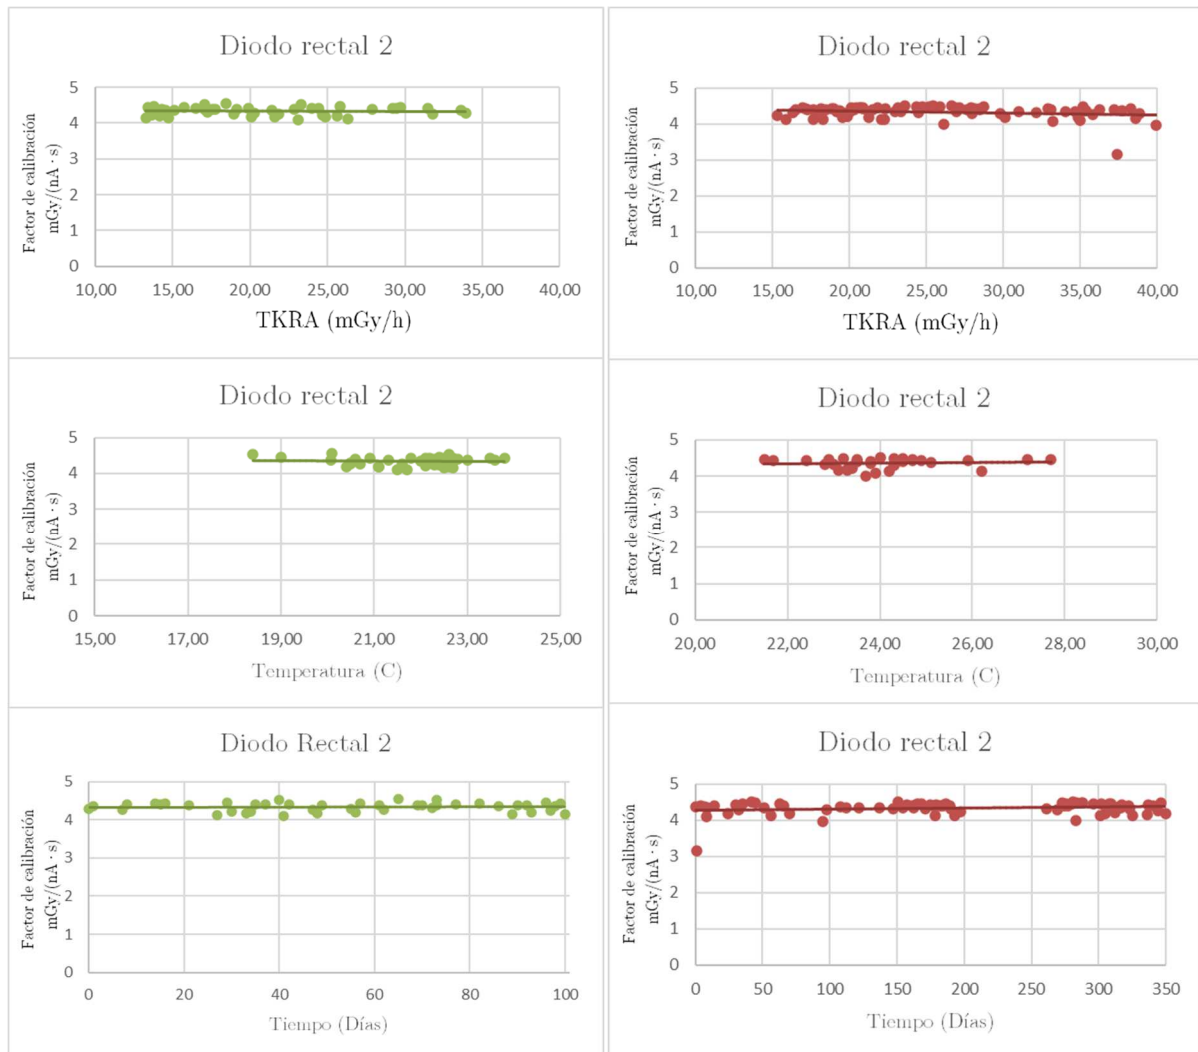 Diodo rectal 2
Factor de calibración
mGy/(nA · s)
5
4
3
2
1
0
10,00 15,00 20,00 25,00 30,00 35,00 40,00
TKRA (mGy/h)
Diodo rectal 2
Factor de calibración
mGy/(nA · s)
5
4
3
2
1
0
10,00 15,00 20,00 25,00 30,00 35,00 40,00
TKRA (mGy/h)
Diodo rectal 2
Factor de calibración
mGy/(nA · s)
5
4
3
2
1
0
15,00 17,00 19,00 21,00 23,00 25,00
Temperatura (C)
Diodo rectal 2
Factor de calibración
mGy/(nA · s)
5
4
3
2
1
0
20,00 22,00 24,00 26,00 28,00 30,00
Temperatura (C)
Diodo Rectal 2
Factor de calibración
mGy/(nA · s)
5
4
3
2
1
0
0 20 40 60 80 100
Tiempo (Días)
Diodo rectal 2
Factor de calibración
mGy/(nA · s)
5
4
3
2
1
0
0 50 100 150 200 250 300 350
Tiempo (Días)